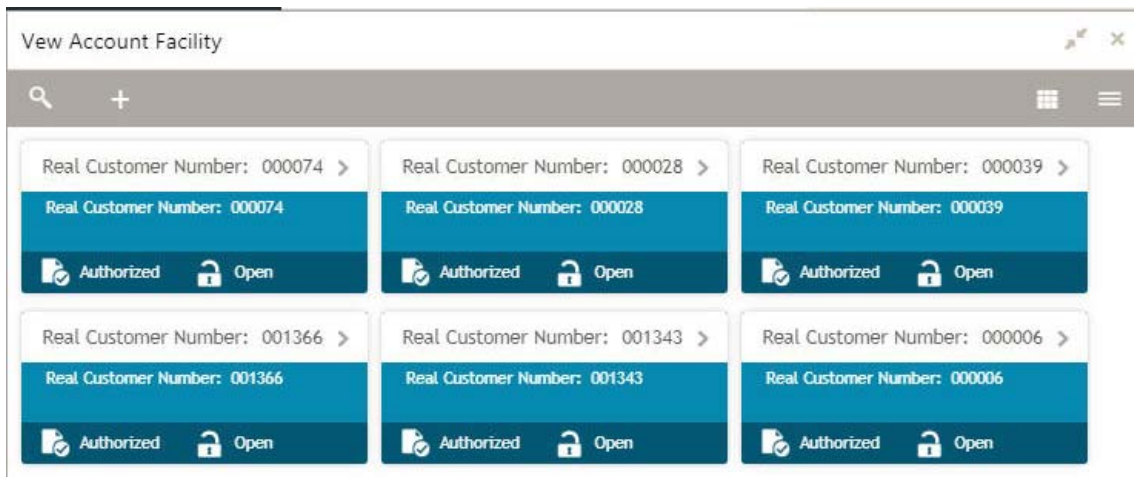 Vew Account Facility
Real Customer Number: 000074
Real Customer Number: 000028
Real Customer Number: 000039
Real Customer Number: 000074
Real Customer Number: 000028
Real Customer Number: 000039
Authorized Open
Authorized Open
Authorized Open
Real Customer Number: 001366
Real Customer Number: 001343
Real Customer Number: 000006
Real Customer Number: 001366
Real Customer Number: 001343
Real Customer Number: 000006
Authorized Open
Authorized Open
Authorized Open